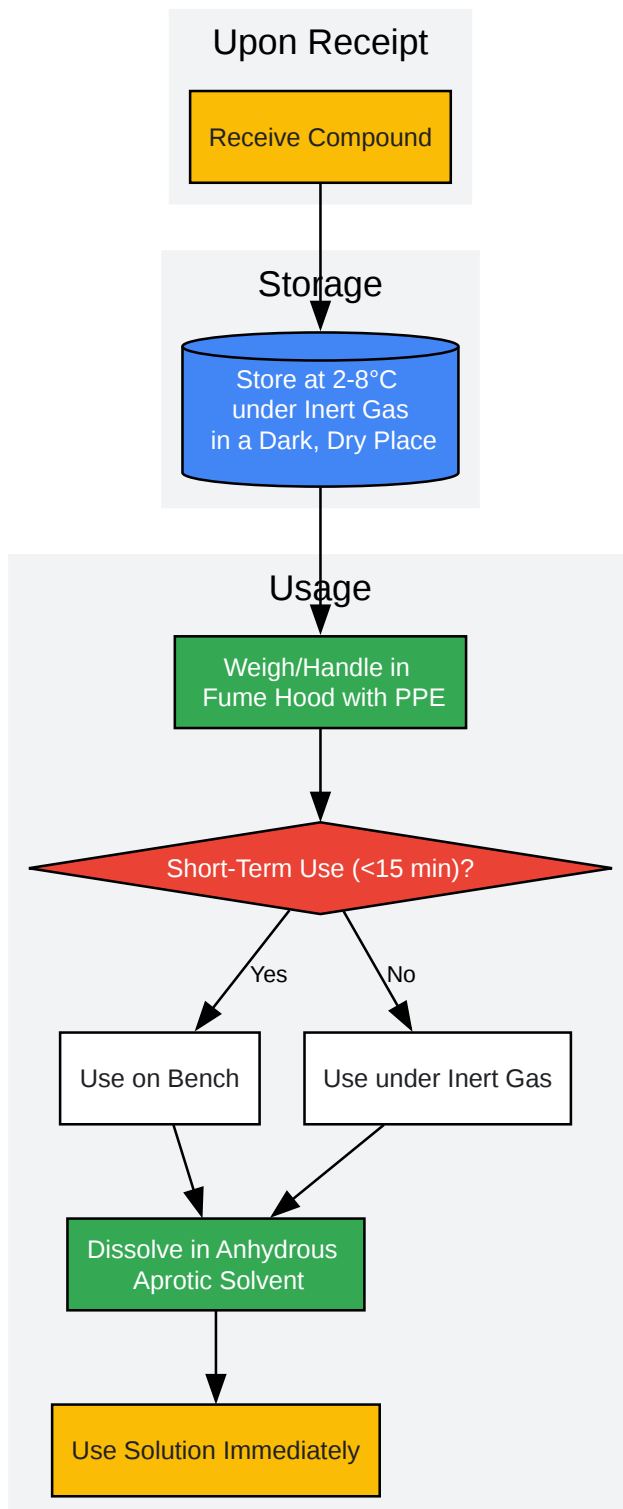 Upon Receipt
Receive Compound
Storage
Store at 2-8°C
under Inert Gas
in a Dark, Dry Place
Usage
Weigh/Handle in
Fume Hood with PPE
Short-Term Use (<15 min)?
Yes
No
Use on Bench
Use under Inert Gas
Dissolve in Anhydrous
Aprotic Solvent
Use Solution Immediately